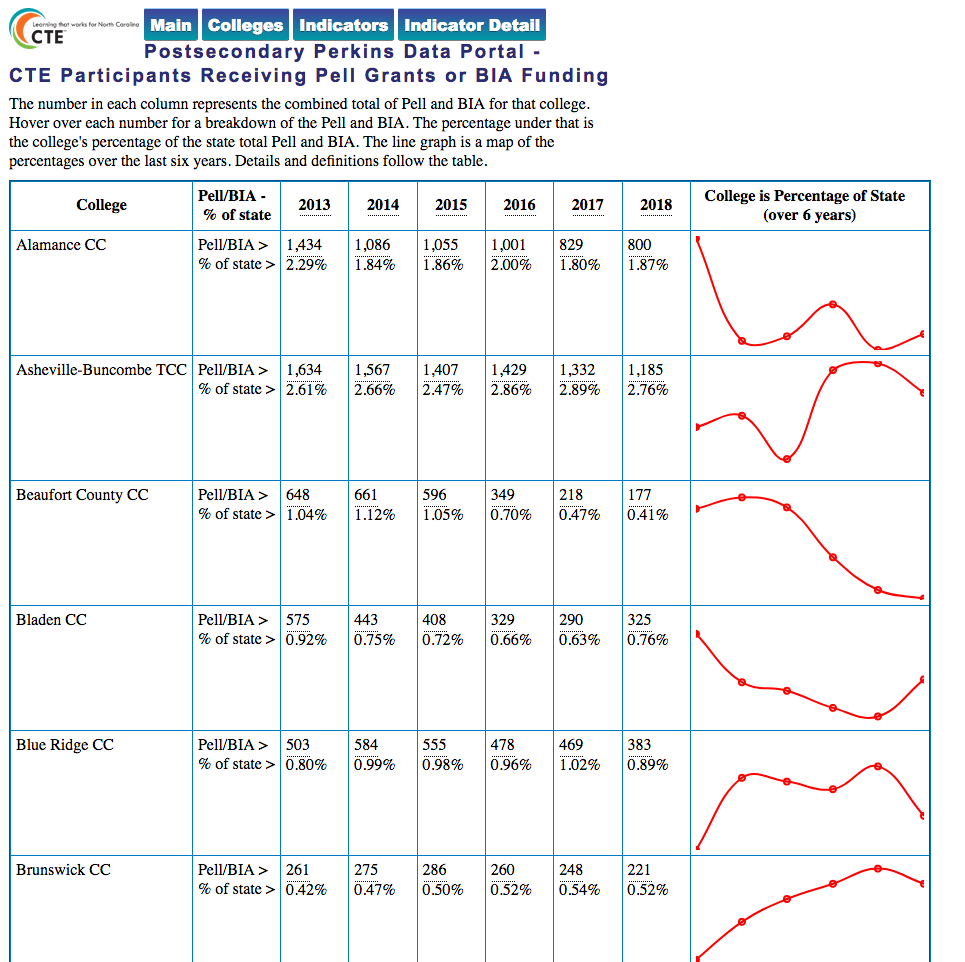 Learning that works for North Carolina
CTE
Main Colleges Indicators Indicator Detail
Postsecondary Perkins Data Portal -
CTE Participants Receiving Pell Grants or BIA Funding
The number in each column represents the combined total of Pell and BIA for that college.
Hover over each number for a breakdown of the Pell and BIA. The percentage under that is
the college's percentage of the state total Pell and BIA. The line graph is a map of the
percentages over the last six years. Details and definitions follow the table.
College Pell/BIA - % of state 2013 2014 2015 2016 2017 2018 College is Percentage of State (over 6 years)
Alamance CC Pell/BIA > 1,434 1,086 1,055 1,001 829 800
% of state > 2.29% 1.84% 1.86% 2.00% 1.80% 1.87%
Asheville-Buncombe TCC Pell/BIA > 1,634 1,567 1,407 1,429 1,332 1,185
% of state > 2.61% 2.66% 2.47% 2.86% 2.89% 2.76%
Beaufort County CC Pell/BIA > 648 661 596 349 218 177
% of state > 1.04% 1.12% 1.05% 0.70% 0.47% 0.41%
Bladen CC Pell/BIA > 575 443 408 329 290 325
% of state > 0.92% 0.75% 0.72% 0.66% 0.63% 0.76%
Blue Ridge CC Pell/BIA > 503 584 555 478 469 383
% of state > 0.80% 0.99% 0.98% 0.96% 1.02% 0.89%
Brunswick CC Pell/BIA > 261 275 286 260 248 221
% of state > 0.42% 0.47% 0.50% 0.52% 0.54% 0.52%